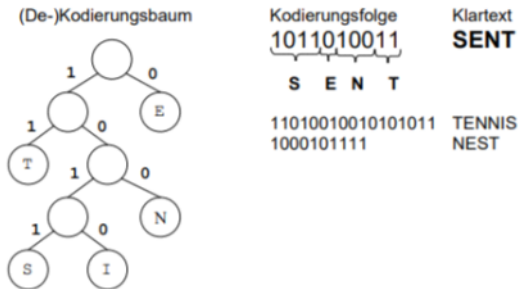 (De-)Kodierungsbaum
Kodierungsfolge Klartext
1011010011 SENT
S E N T
11010010010101011 TENNIS
1000101111 NEST
1 0
E
1 0
T
1 0
N
1 0
S I